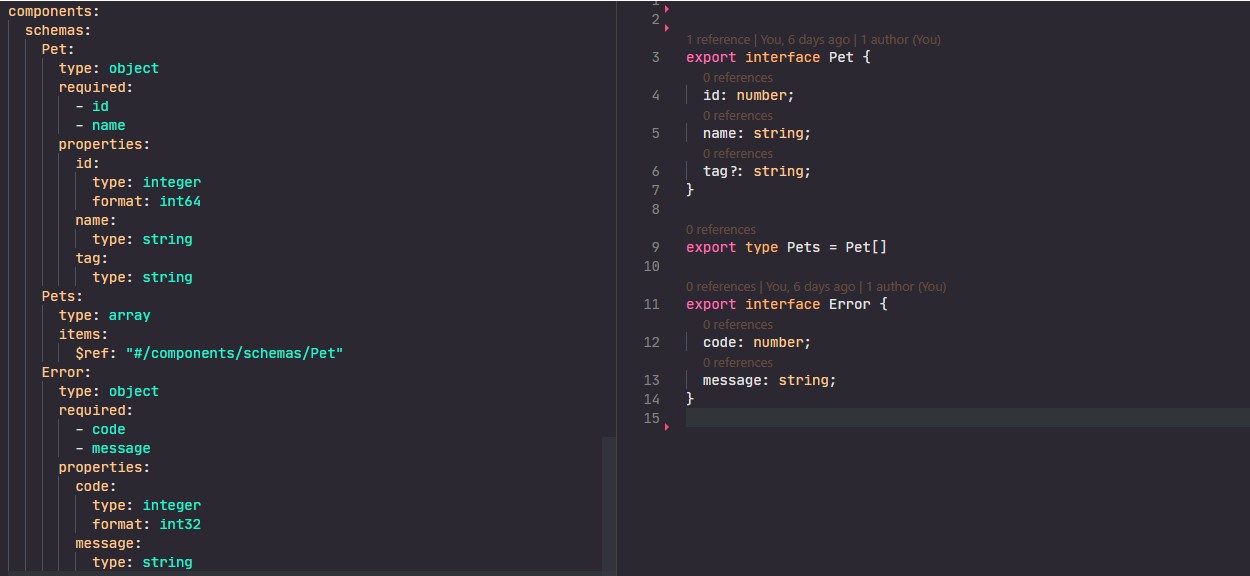 components:
schemas:
Pet:
type: object
required:
- id
- name
properties:
id:
type: integer
format: int64
name:
type: string
tag:
type: string
Pets:
type: array
items:
$ref: "#/components/schemas/Pet"
Error:
type: object
required:
- code
- message
properties:
code:
type: integer
format: int32
message:
type: string
1
2
1 reference | You, 6 days ago | 1 author (You)
3 export interface Pet {
0 references
4 id: number;
0 references
5 name: string;
0 references
6 tag?: string;
7 }
8
0 references
9 export type Pets = Pet[]
10
0 references | You, 6 days ago | 1 author (You)
11 export interface Error {
0 references
12 code: number;
0 references
13 message: string;
14 }
15